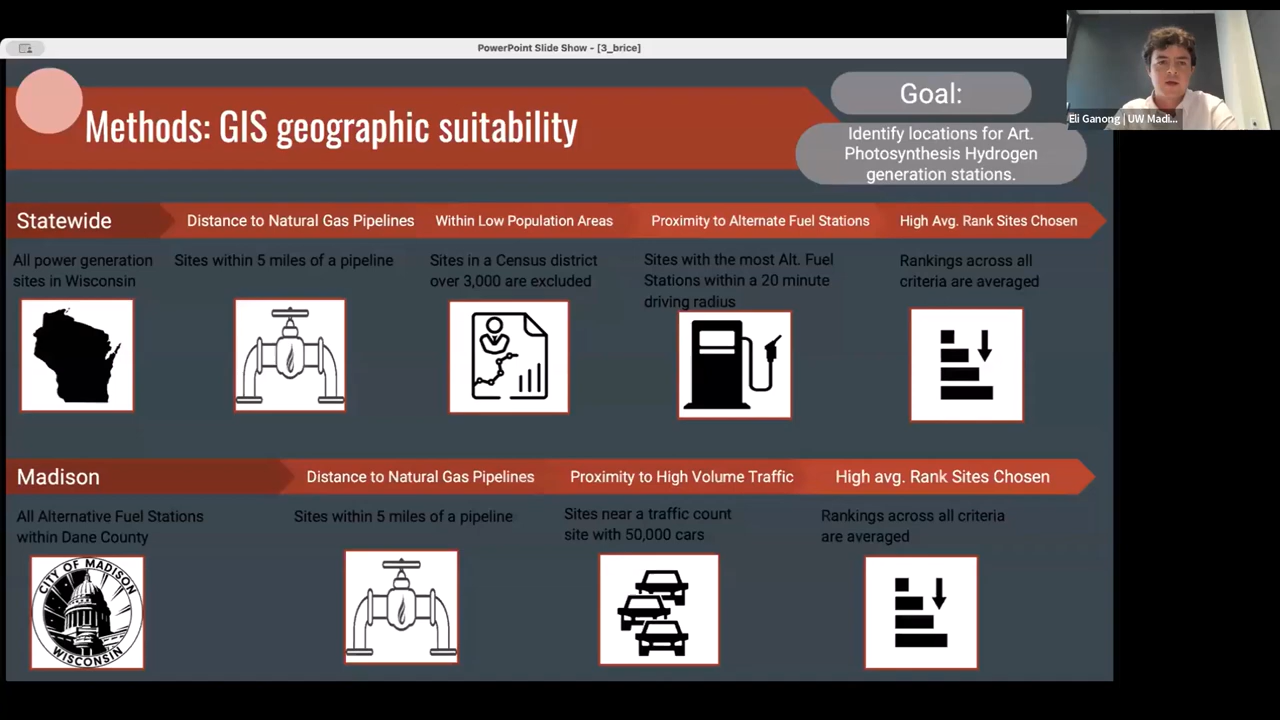 PowerPoint Slide Show - [3_brice]
Eli Ganong | UW Madi...
Methods: GIS geographic suitability
Goal:
Identify locations for Art.
Photosynthesis Hydrogen
generation stations.
Statewide
Distance to Natural Gas Pipelines
Within Low Population Areas
Proximity to Alternate Fuel Stations
High Avg. Rank Sites Chosen
All power generation
sites in Wisconsin
Sites within 5 miles of a pipeline
Sites in a Census district
over 3,000 are excluded
Sites with the most Alt. Fuel
Stations within a 20 minute
driving radius
Rankings across all
criteria are averaged
Madison
Distance to Natural Gas Pipelines
Proximity to High Volume Traffic
High avg. Rank Sites Chosen
All Alternative Fuel Stations
within Dane County
Sites within 5 miles of a pipeline
Sites near a traffic count
site with 50,000 cars
Rankings across all criteria
are averaged
CITY OF MADISON
WISCONSIN